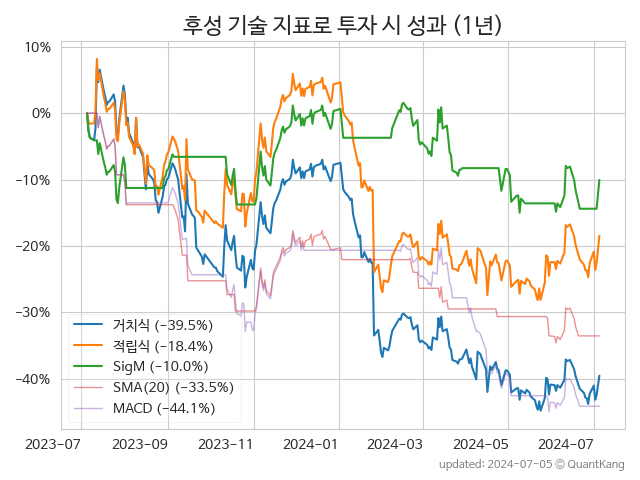 후성 기술 지표로 투자 시 성과 (1년)
10%
0%
−10%
−20%
−30%
−40%
거치식 (−39.5%)
적립식 (−18.4%)
SigM (−10.0%)
SMA(20) (−33.5%)
MACD (−44.1%)
2023-07
2023-09
2023-11
2024-01
2024-03
2024-05
2024-07
updated: 2024-07-05 © QuantKang